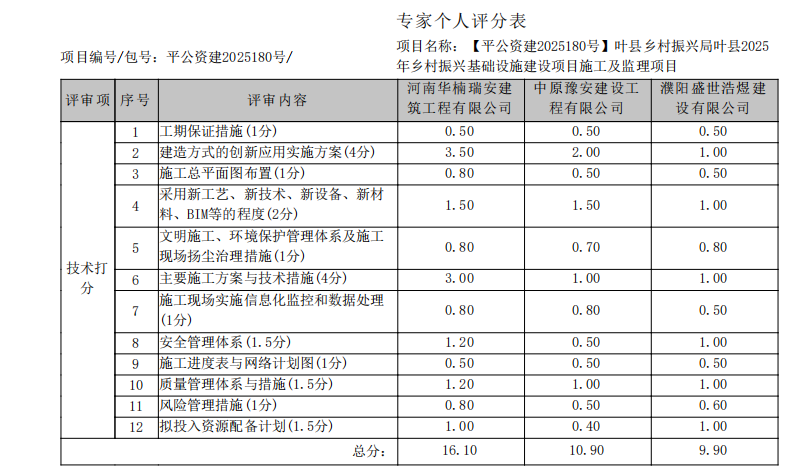 专家个人评分表
项目编号/包号：平公资建2025180号/
项目名称：【平公资建2025180号】叶县乡村振兴局叶县2025
年乡村振兴基础设施建设项目施工及监理项目
评审项 序号 评审内容 河南华楠瑞安建 中原豫安建设工 濮阳盛世浩煜建
筑工程有限公司 程有限公司 设有限公司
技术打
分
1 工期保证措施(1分) 0.50 0.50 0.50
2 建造方式的创新应用实施方案(4分) 3.50 2.00 1.00
3 施工总平面图布置(1分) 0.80 0.50 0.50
4 采用新工艺、新技术、新设备、新材
料、BIM等的程度(2分) 1.50 1.50 1.00
5 文明施工、环境保护管理体系及施工
现场扬尘治理措施(1分) 0.80 0.70 0.80
6 主要施工方案与技术措施(4分) 3.00 1.00 1.00
7 施工现场实施信息化监控和数据处理
(1分) 0.80 0.80 0.50
8 安全管理体系(1.5分) 1.20 0.50 1.00
9 施工进度表与网络计划图(1分) 0.50 0.50 0.50
10 质量管理体系与措施(1.5分) 1.20 1.00 1.00
11 风险管理措施(1分) 0.80 0.50 0.60
12 拟投入资源配备计划(1.5分) 1.00 0.40 1.00
总分： 16.10 10.90 9.90